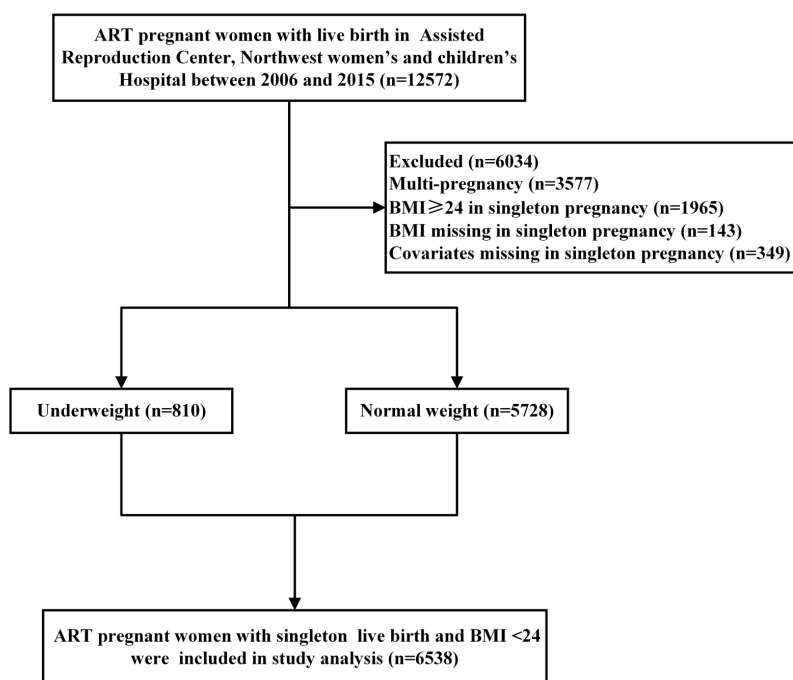 ART pregnant women with live birth in Assisted
Reproduction Center, Northwest women's and children's
Hospital between 2006 and 2015 (n=12572)
Excluded (n=6034)
Multi-pregnancy (n=3577)
BMI≥24 in singleton pregnancy (n=1965)
BMI missing in singleton pregnancy (n=143)
Covariates missing in singleton pregnancy (n=349)
Underweight (n=810)
Normal weight (n=5728)
ART pregnant women with singleton live birth and BMI <24
were included in study analysis (n=6538)